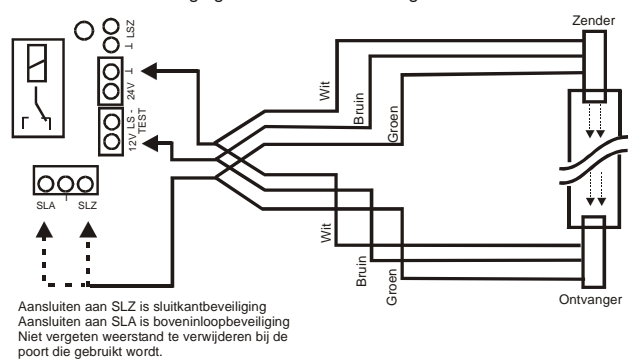 Zender
LSZ
⊥
⊥
24V
12V LS -
TEST
Wit
Bruin
Groen
SLA
⊥
SLZ
Wit
Bruin
Groen
Ontvanger
Aansluiten aan SLZ is sluitkantbeveiliging
Aansluiten aan SLA is boveninloopbeveiliging
Niet vergeten weerstand te verwijderen bij de
poort die gebruikt wordt.